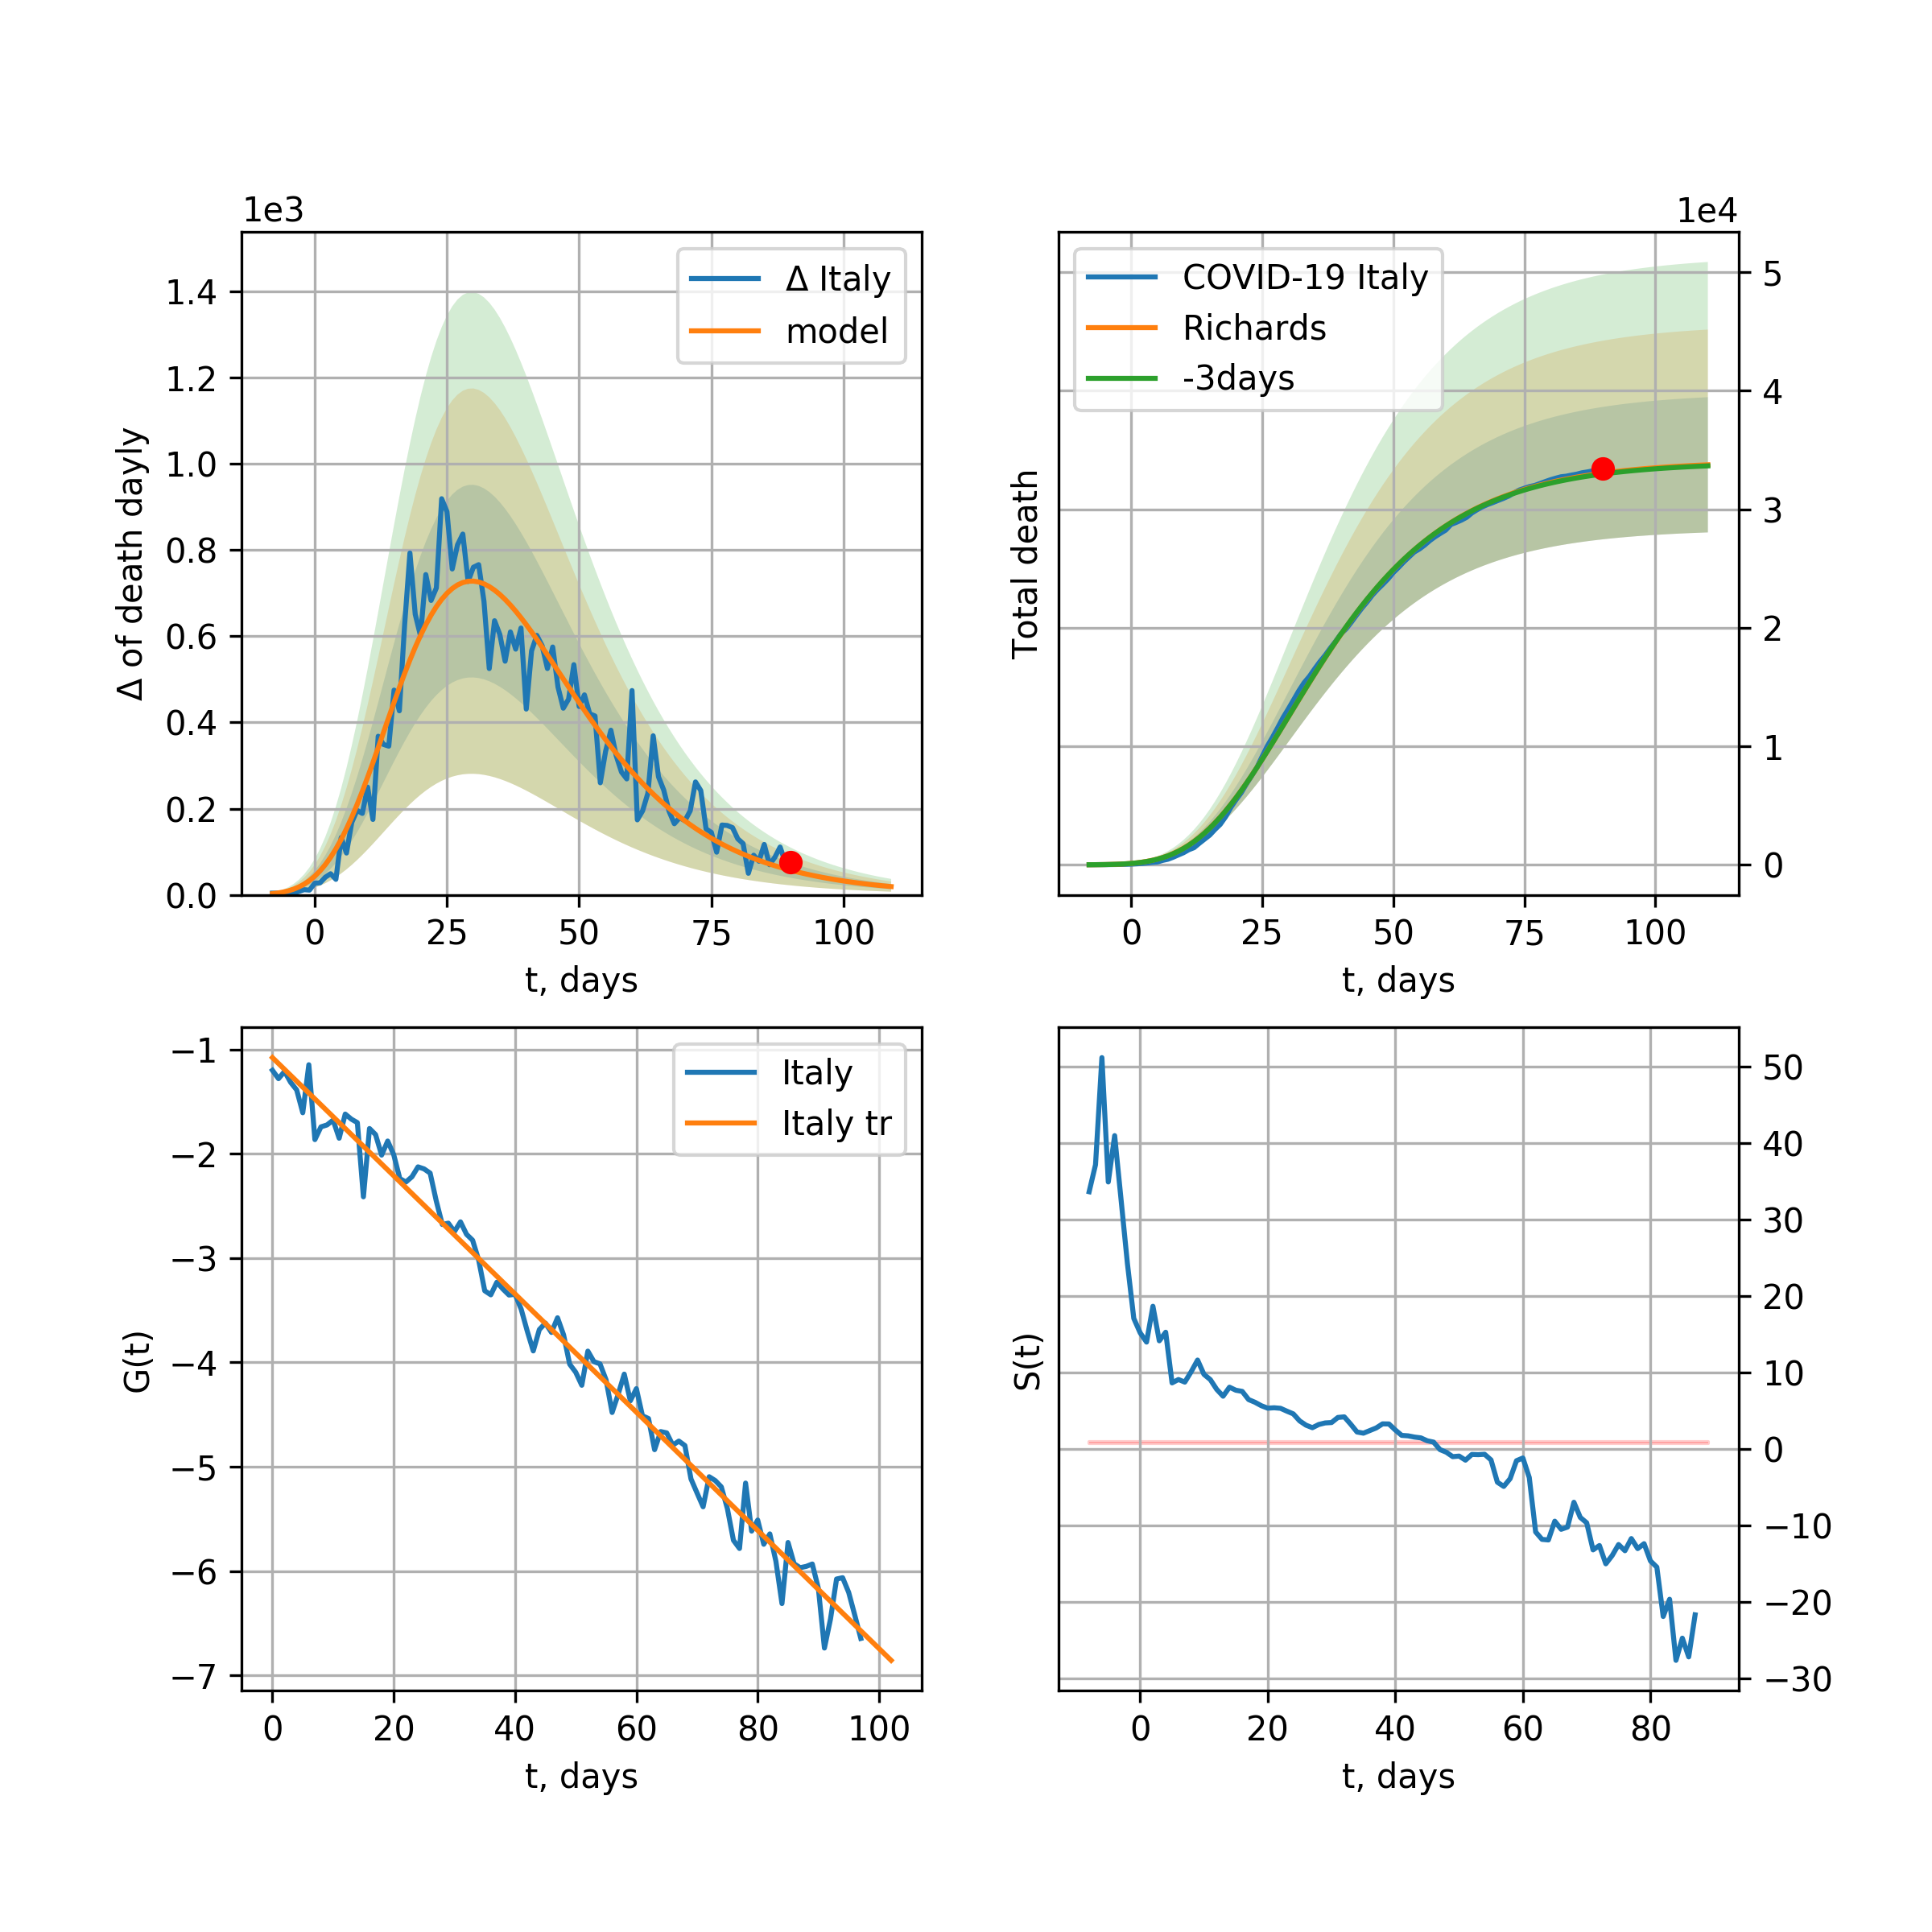 1e3
1e4
Δ Italy
model
COVID-19 Italy
Richards
-3days
1.4
1.2
1.0
0.8
0.6
0.4
0.2
0.0
Δ of death dayly
0 25 50 75 100
t, days
5
4
3
2
1
0
Total death
0 25 50 75 100
t, days
Italy
Italy tr
−1
−2
−3
−4
−5
−6
−7
G(t)
0 20 40 60 80 100
t, days
50
40
30
20
10
0
−10
−20
−30
S(t)
0 20 40 60 80
t, days